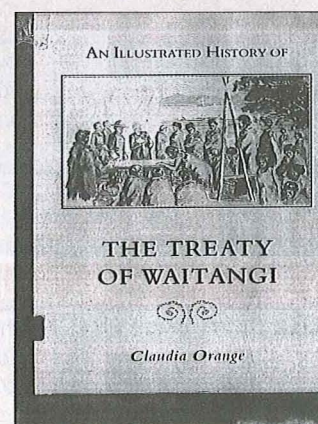 AN ILLUSTRATED HISTORY OF
THE TREATY
OF WAITANGI
Claudia Orange